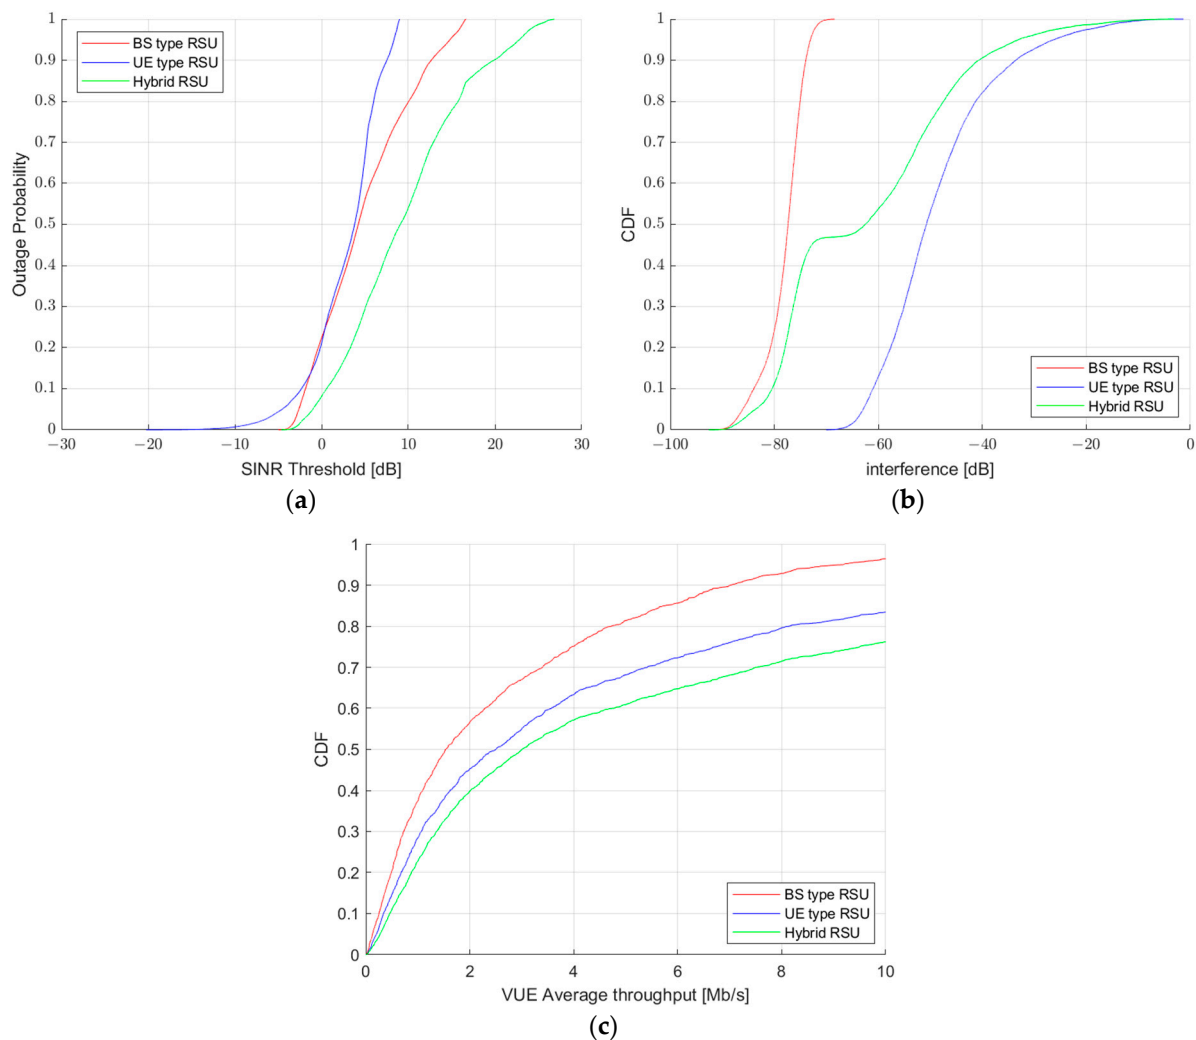 1
0.9
0.8
0.7
0.6
0.5
0.4
0.3
0.2
0.1
0
Outage Probability
BS type RSU
UE type RSU
Hybrid RSU
−30
−20
−10
0
10
20
30
SINR Threshold [dB]
(a)
1
0.9
0.8
0.7
0.6
0.5
0.4
0.3
0.2
0.1
0
CDF
BS type RSU
UE type RSU
Hybrid RSU
−100
−80
−60
−40
−20
0
interference [dB]
(b)
1
0.9
0.8
0.7
0.6
0.5
0.4
0.3
0.2
0.1
0
CDF
BS type RSU
UE type RSU
Hybrid RSU
0
2
4
6
8
10
VUE Average throughput [Mb/s]
(c)